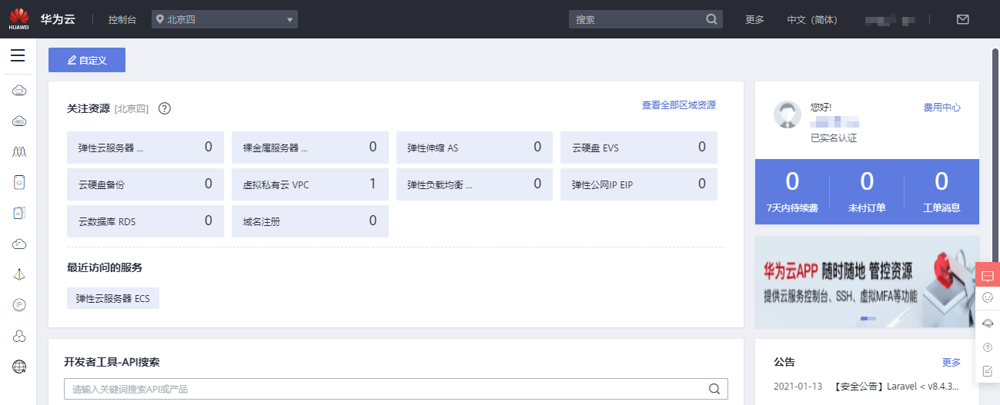 HUAWEI 华为云 控制台 北京四 搜索 更多 中文（简体）
自定义
关注资源 [北京四] ? 查看全部区域资源
弹性云服务器 ... 0 裸金属服务器 ... 0 弹性伸缩 AS 0 云硬盘 EVS 0
云硬盘备份 0 虚拟私有云 VPC 1 弹性负载均衡 ... 0 弹性公网IP EIP 0
云数据库 RDS 0 域名注册 0
最近访问的服务
弹性云服务器 ECS
开发者工具-API搜索
请输入关键词搜索API或产品
您好! 费用中心
已实名认证
0 0 0
7天内待续费 未付订单 工单消息
华为云APP 随时随地 管控资源
提供云服务控制台、SSH、虚拟MFA等功能
公告 更多
2021-01-13 【安全公告】Laravel < v8.4.3...
IP